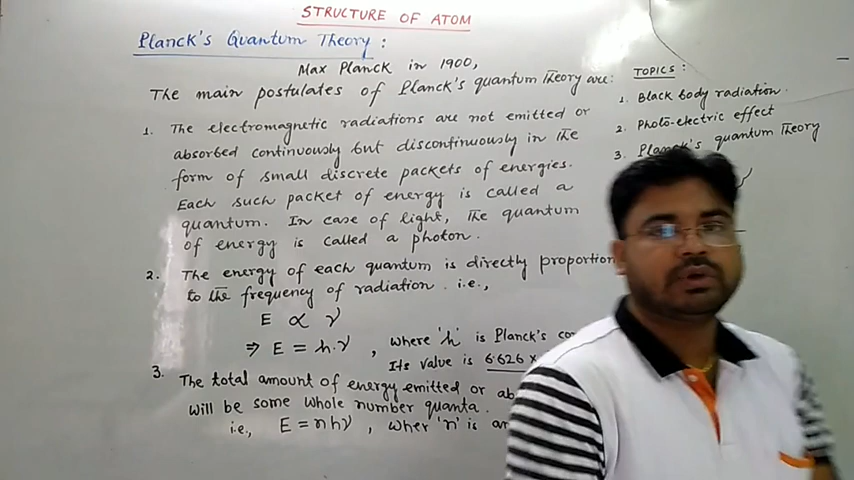 STRUCTURE OF ATOM
Planck's Quantum Theory :
Max Planck in 1900,
The main postulates of Planck's quantum Theory are:
1. The electromagnetic radiations are not emitted or
absorbed continuously but discontinuously in the
form of small discrete packets of energies.
Each such packet of energy is called a
quantum. In case of light, the quantum
of energy is called a photon.
2. The energy of each quantum is directly proportion
to the frequency of radiation. i.e.,
E ∝ ν
⇒ E = h.ν , where 'h' is Planck's co
Its value is 6.626 ×
3. The total amount of energy emitted or ab
will be some whole number quanta.
i.e., E = nhν , wher 'n' is an
TOPICS :
1. Black body radiation.
2. Photo-electric effect
3. Planck's quantum Theory